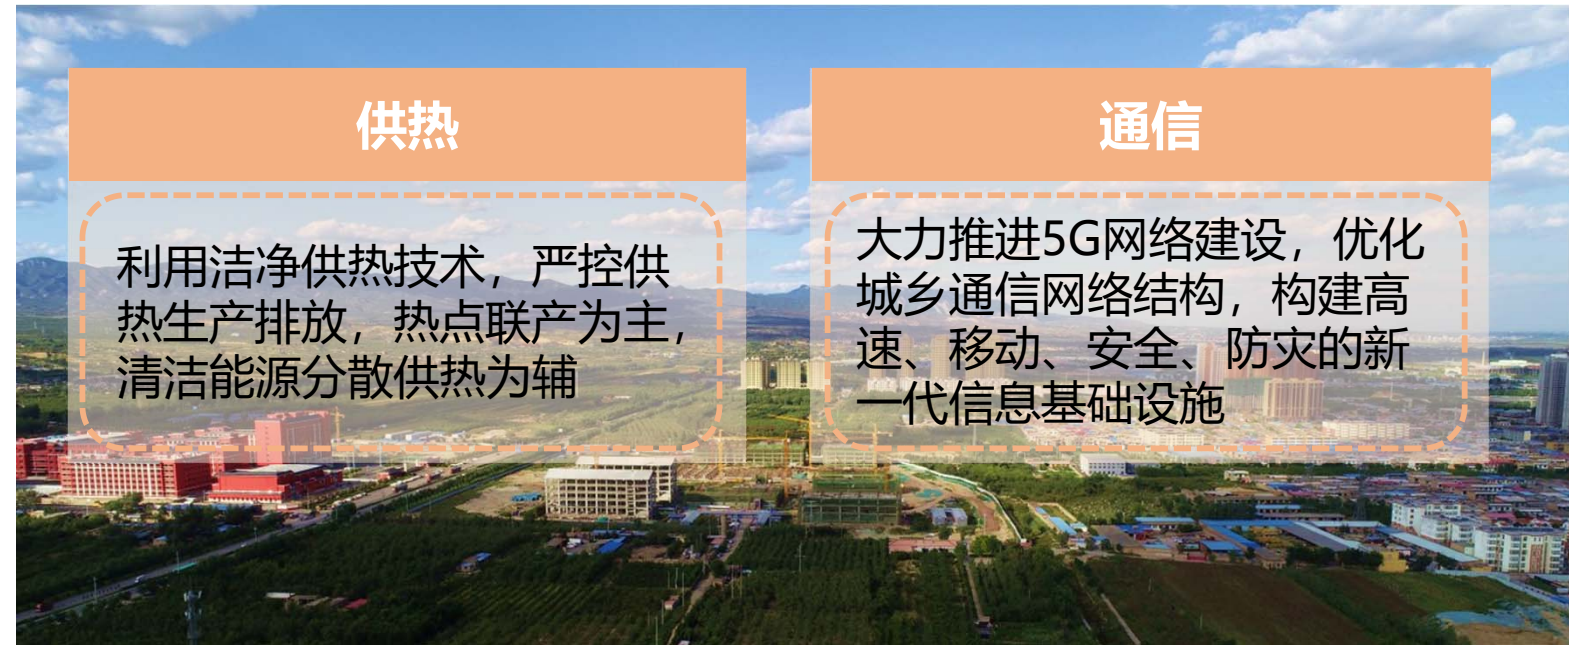 供热
利用洁净供热技术，严控供
热生产排放，热点联产为主，
清洁能源分散供热为辅
通信
大力推进5G网络建设，优化
城乡通信网络结构，构建高
速、移动、安全、防灾的新
一代信息基础设施